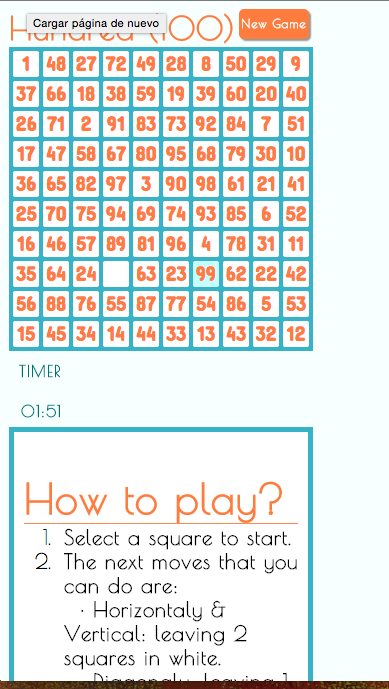 Cargar página de nuevo
Hundred (100)
New Game
1 48 27 72 49 28 8 50 29 9
37 66 18 38 59 19 39 60 20 40
26 71 2 91 83 73 92 84 7 51
17 47 58 67 80 95 68 79 30 10
36 65 82 97 3 90 98 61 21 41
25 70 75 94 69 74 93 85 6 52
16 46 57 89 81 96 4 78 31 11
35 64 24 63 23 99 62 22 42
56 88 76 55 87 77 54 86 5 53
15 45 34 14 44 33 13 43 32 12
TIMER
01:51
How to play?
1. Select a square to start.
2. The next moves that you
can do are:
· Horizontaly &
Vertical: leaving 2
squares in white.
· Diagonaly: leaving 1